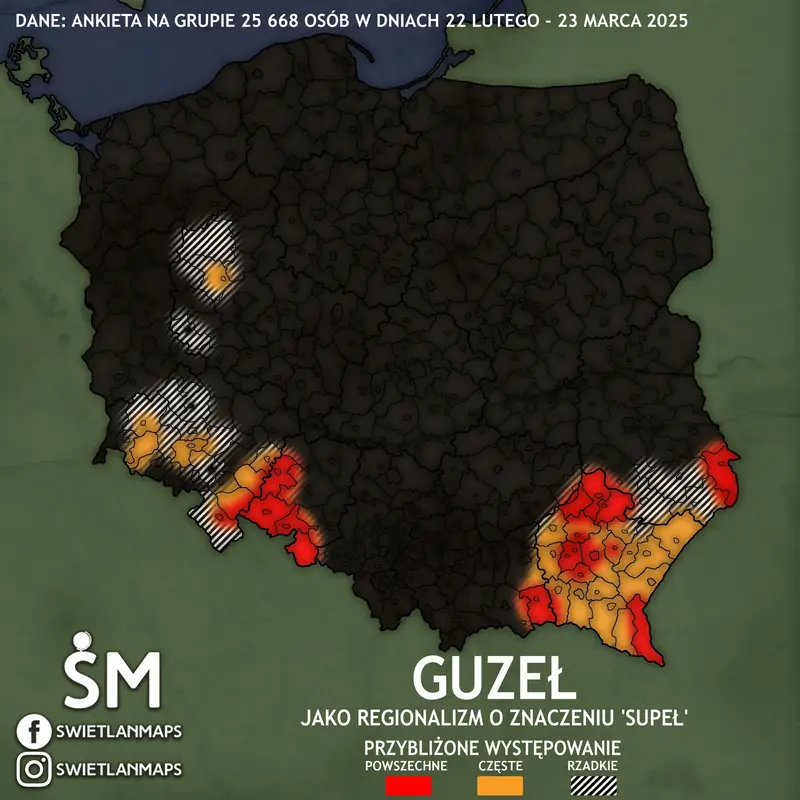 DANE: ANKIETA NA GRUPIE 25 668 OSÓB W DNIACH 22 LUTEGO - 23 MARCA 2025
ŚM
SWIETLANMAPS
SWIETLANMAPS
GUZEŁ
JAKO REGIONALIZM O ZNACZENIU 'SUPEŁ'
PRZYBLIŻONE WYSTĘPOWANIE
POWSZECHNE CZĘSTE RZADKIE